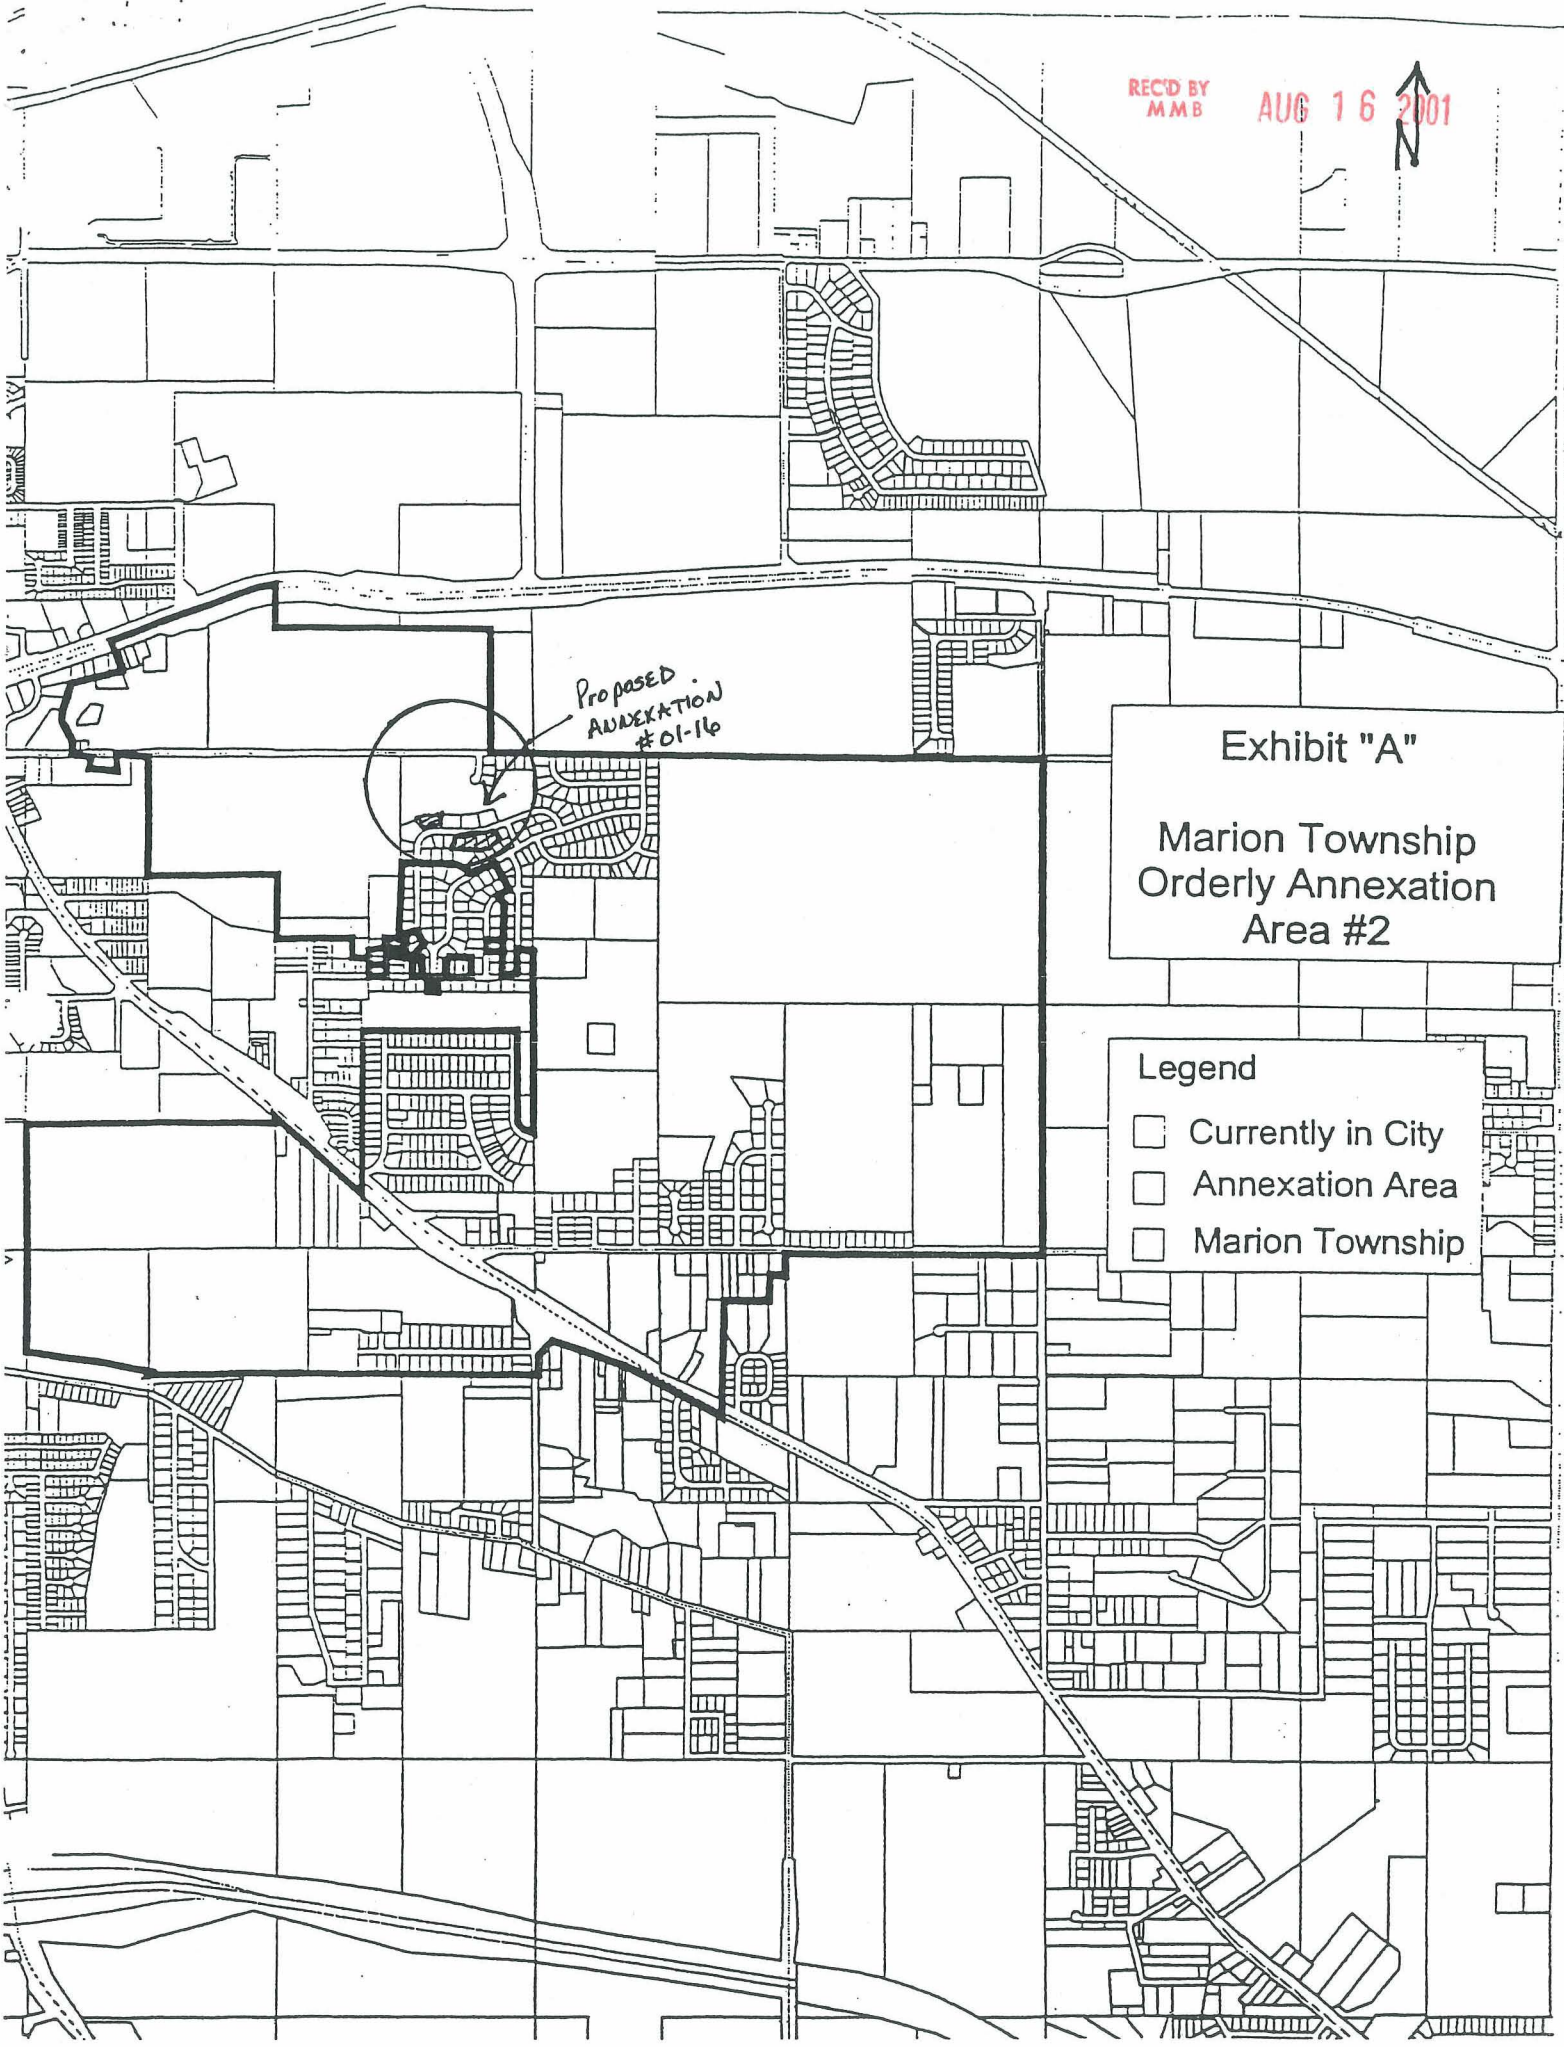 REC'D BY
MMB
AUG 16 2001
N
Proposed
ANNEXATION
#01-16
Exhibit "A"
Marion Township
Orderly Annexation
Area #2
Legend
Currently in City
Annexation Area
Marion Township